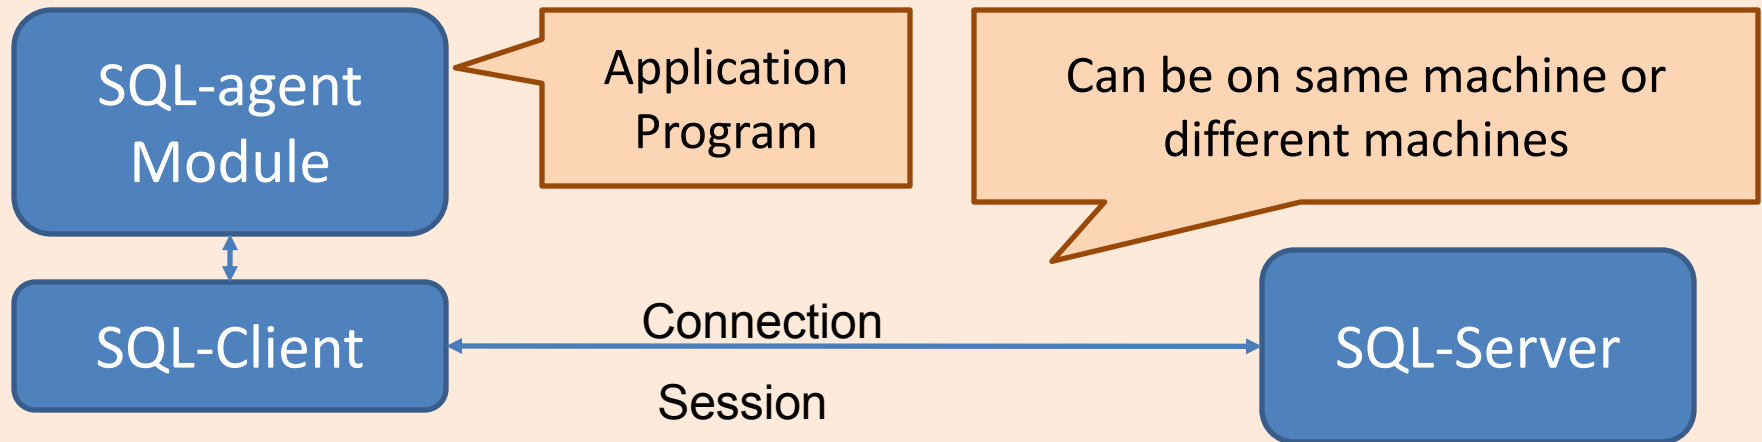 SQL-agent
Module
Application
Program
Can be on same machine or
different machines
SQL-Client
Connection
Session
SQL-Server